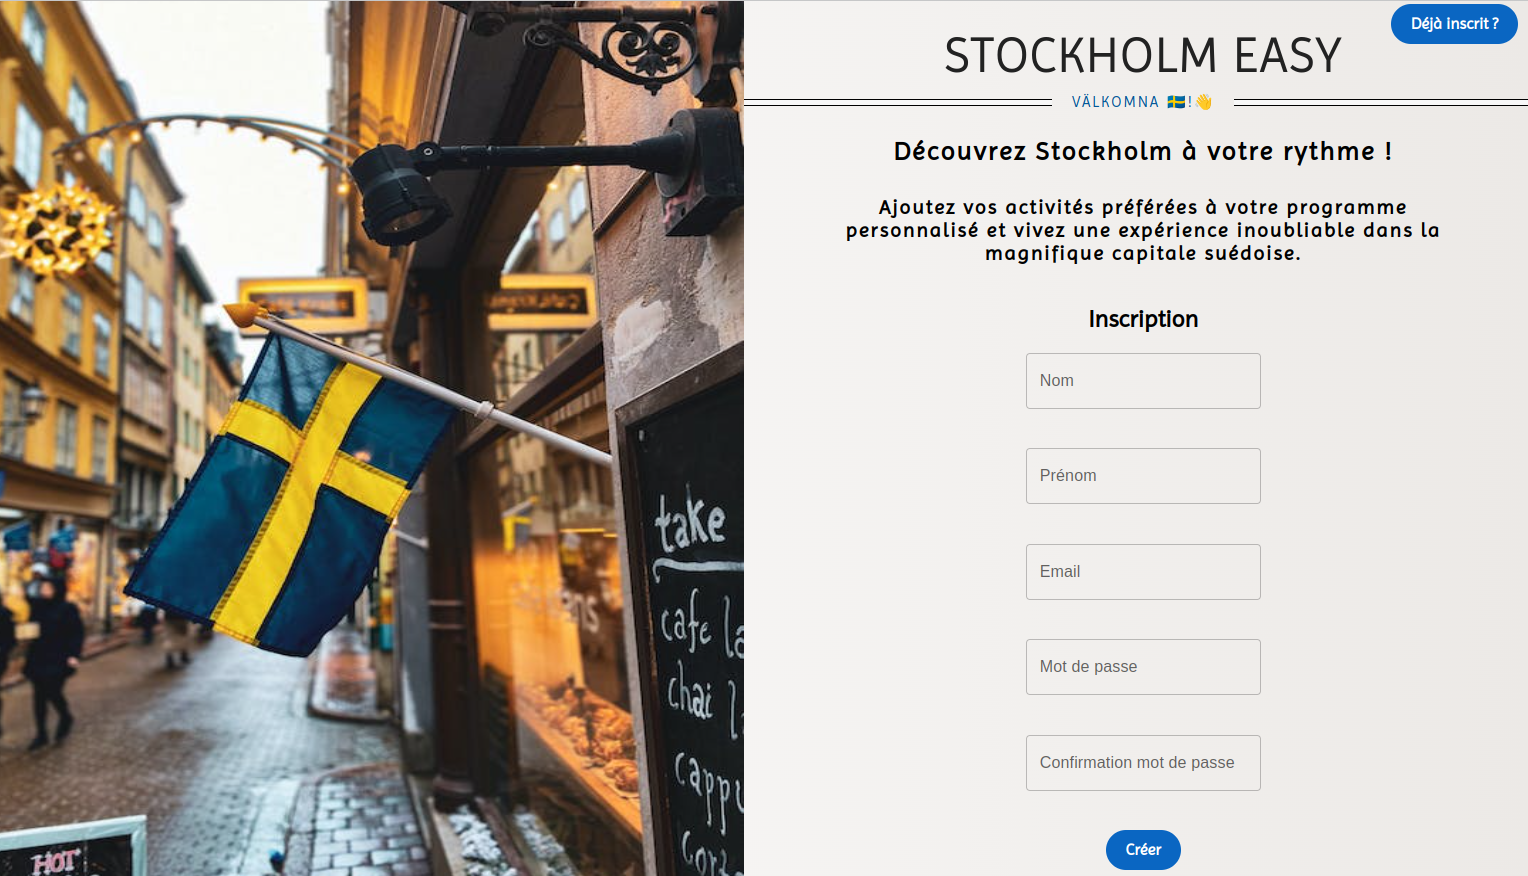 Déjà inscrit ?
STOCKHOLM EASY
VÄLKOMNA 🇸🇪!👋
Découvrez Stockholm à votre rythme !
Ajoutez vos activités préférées à votre programme
personnalisé et vivez une expérience inoubliable dans la
magnifique capitale suédoise.
Inscription
Nom
Prénom
Email
Mot de passe
Confirmation mot de passe
Créer
take
cafe la
chai l
cappu
HOT